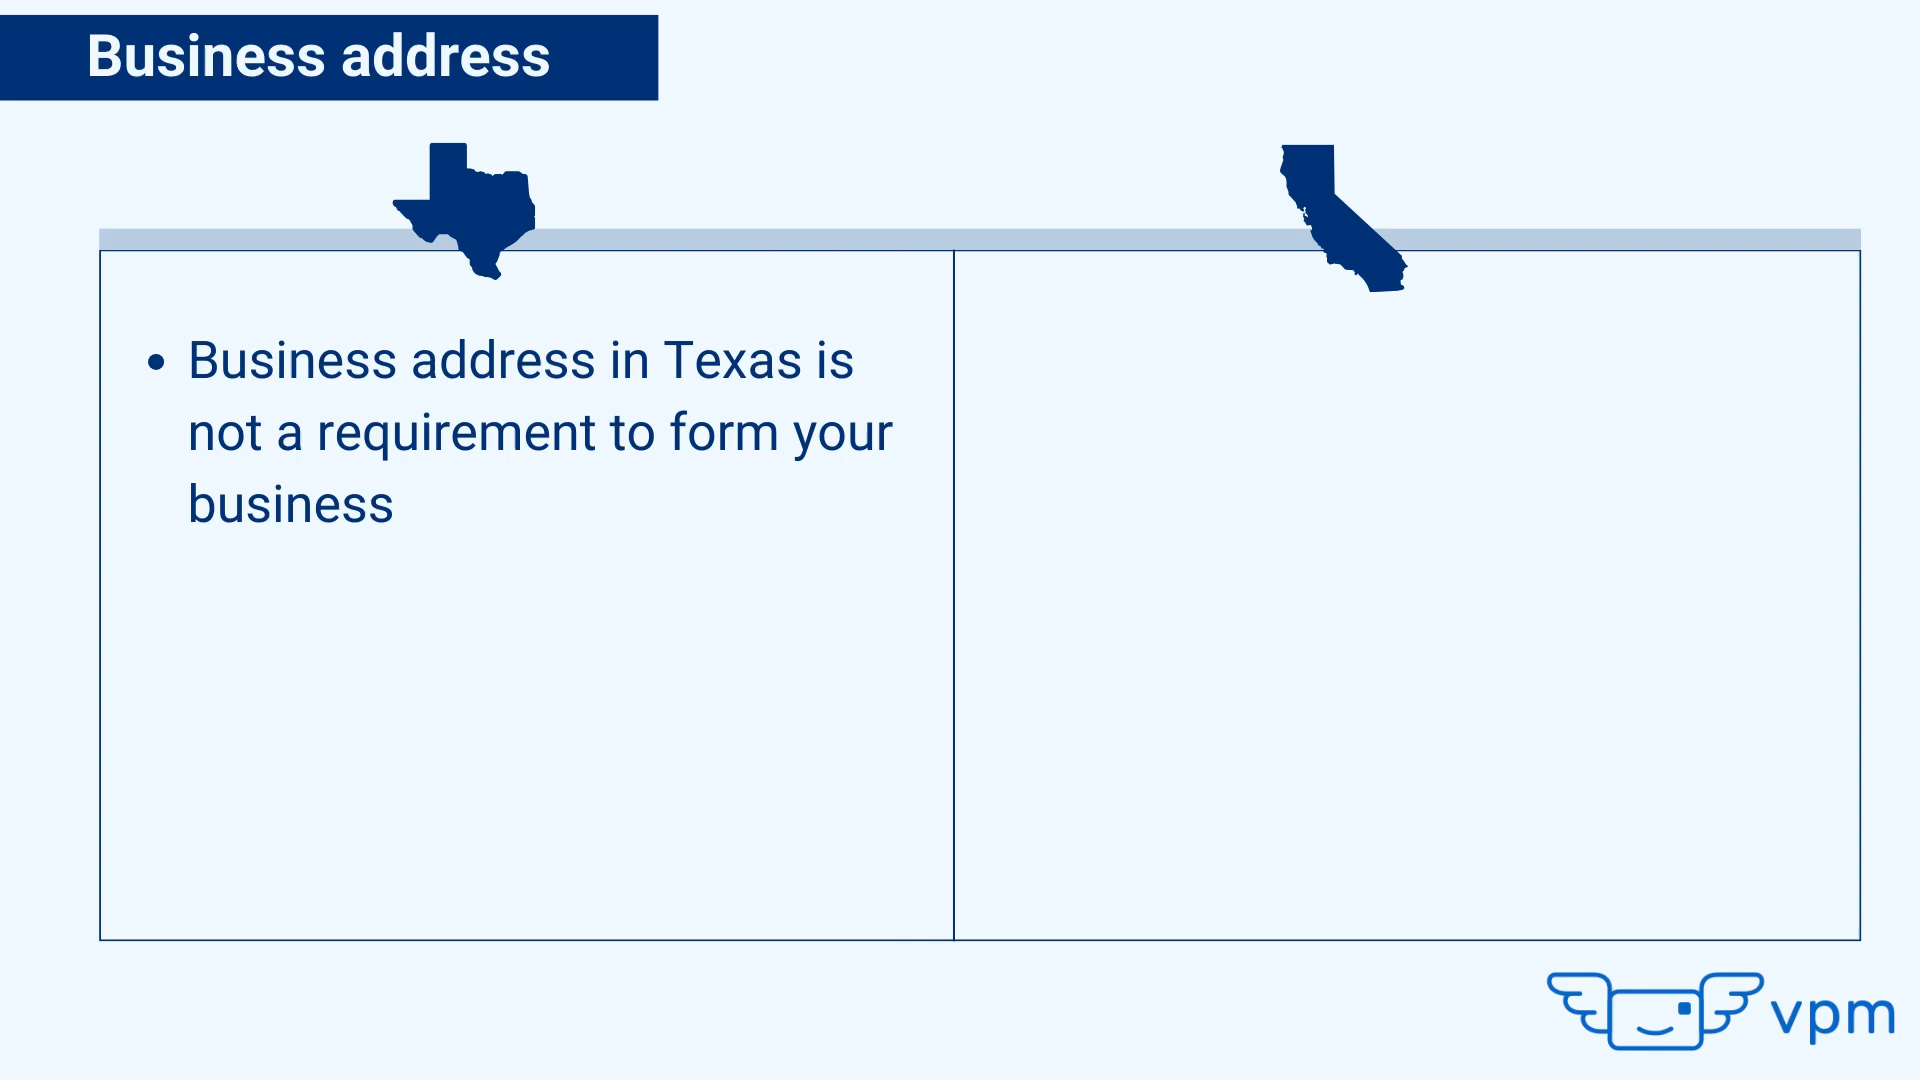 Business address
• Business address in Texas is
not a requirement to form your
business
vpm